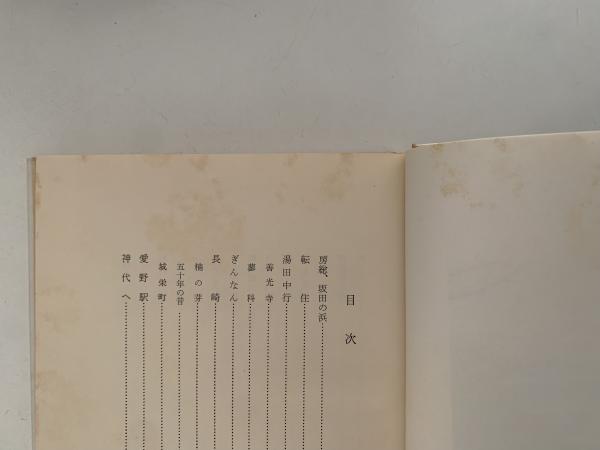 目次
房総、坂田の浜
転住
湯田中行
善光寺
蓼科
ぎんなん
長崎
楠の芽
五十年の昔
城栄町
愛野駅
神代へ